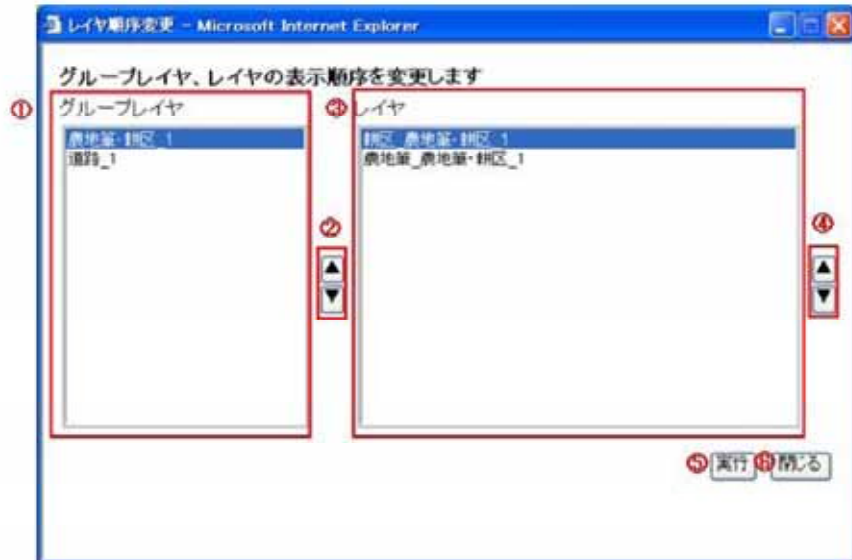 レイヤ順序変更 - Microsoft Internet Explorer
グループレイヤ、レイヤの表示順序を変更します
① グループレイヤ
③ レイヤ
農地筆・耕区_1
道路_1
耕区_農地筆・耕区_1
農地筆_農地筆・耕区_1
②
▲
▼
④
▲
▼
⑤ 実行 ⑥ 閉じる